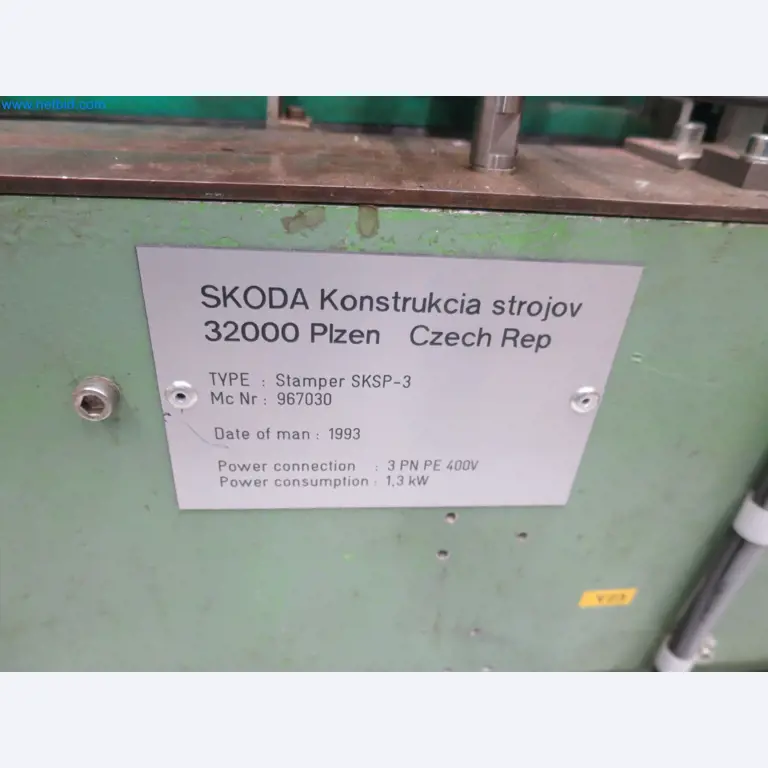 www.netbid.com
SKODA Konstrukcia strojov
32000 Plzen Czech Rep
TYPE : Stamper SKSP-3
Mc Nr : 967030
Date of man : 1993
Power connection : 3 PN PE 400V
Power consumption : 1,3 kW